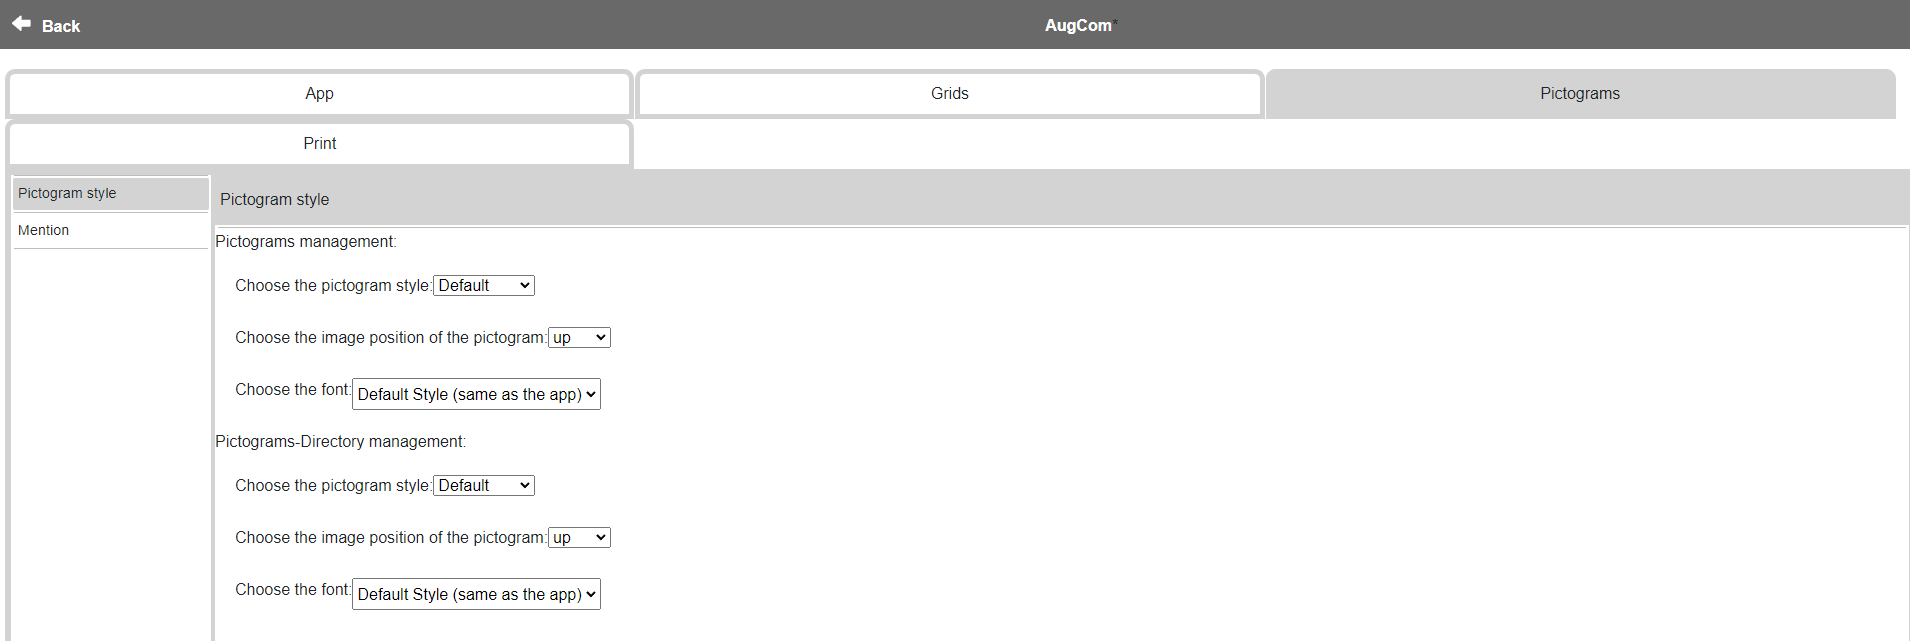 Back
AugCom*
App
Grids
Pictograms
Print
Pictogram style
Mention
Pictogram style
Pictograms management:
Choose the pictogram style: Default
Choose the image position of the pictogram: up
Choose the font: Default Style (same as the app)
Pictograms-Directory management:
Choose the pictogram style: Default
Choose the image position of the pictogram: up
Choose the font: Default Style (same as the app)